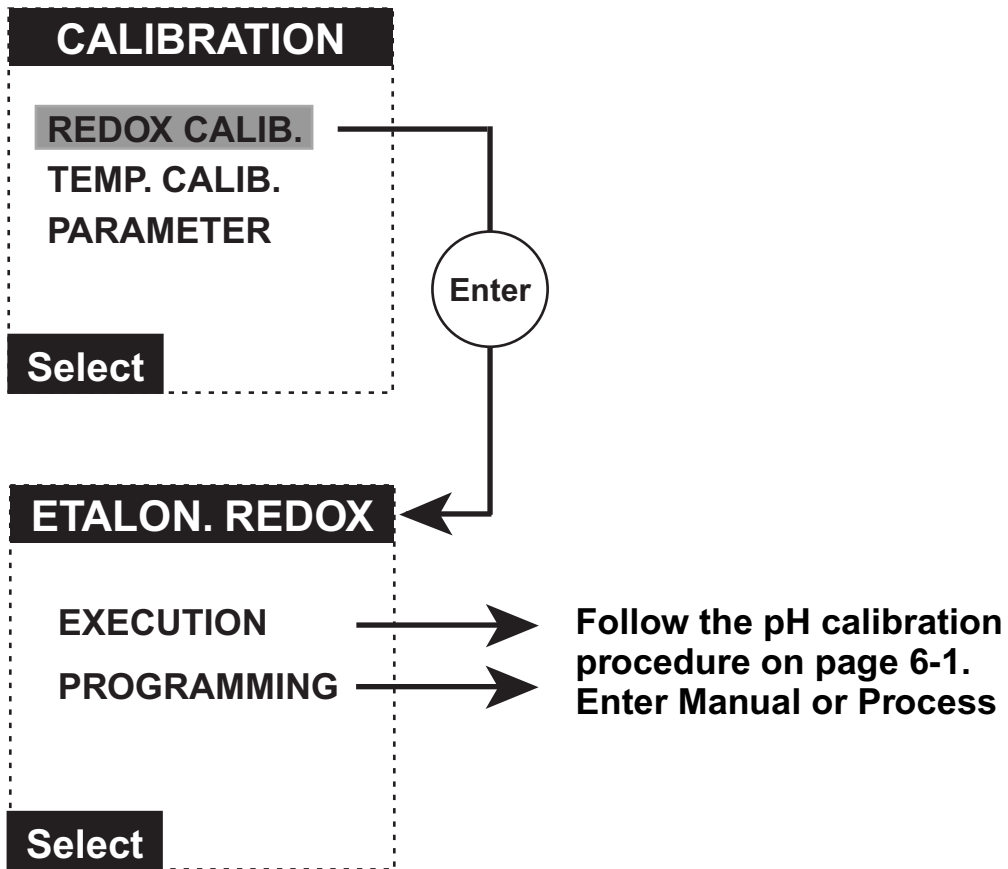 CALIBRATION
REDOX CALIB.
TEMP. CALIB.
PARAMETER
Enter
Select
ETALON. REDOX
EXECUTION
PROGRAMMING
Follow the pH calibration
procedure on page 6-1.
Enter Manual or Process
Select